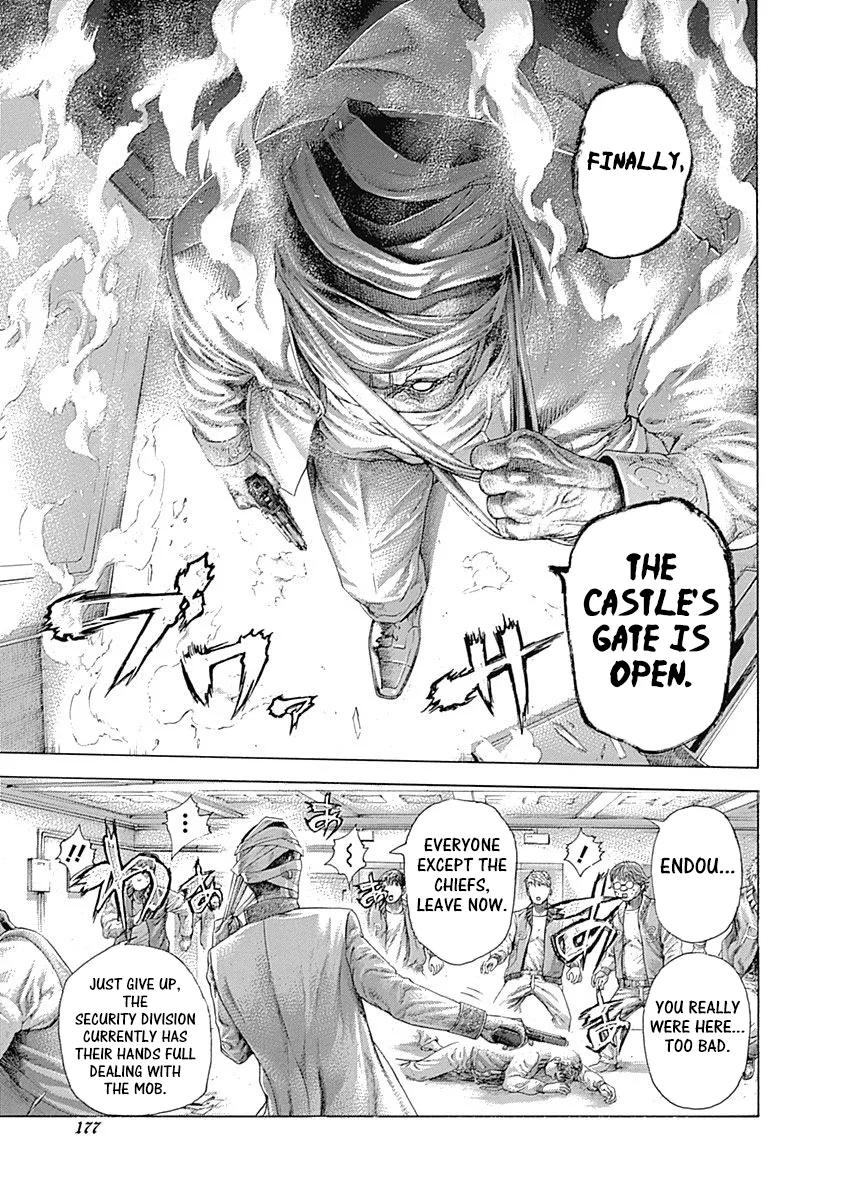 FINALLY,
THE
CASTLE'S
GATE IS
OPEN.
ENDOU...
YOU REALLY
WERE HERE...
TOO BAD.
!
!!
EVERYONE
EXCEPT THE
CHIEFS,
LEAVE NOW.
JUST GIVE UP,
THE
SECURITY DIVISION
CURRENTLY HAS
THEIR HANDS FULL
DEALING WITH
THE MOB.
177